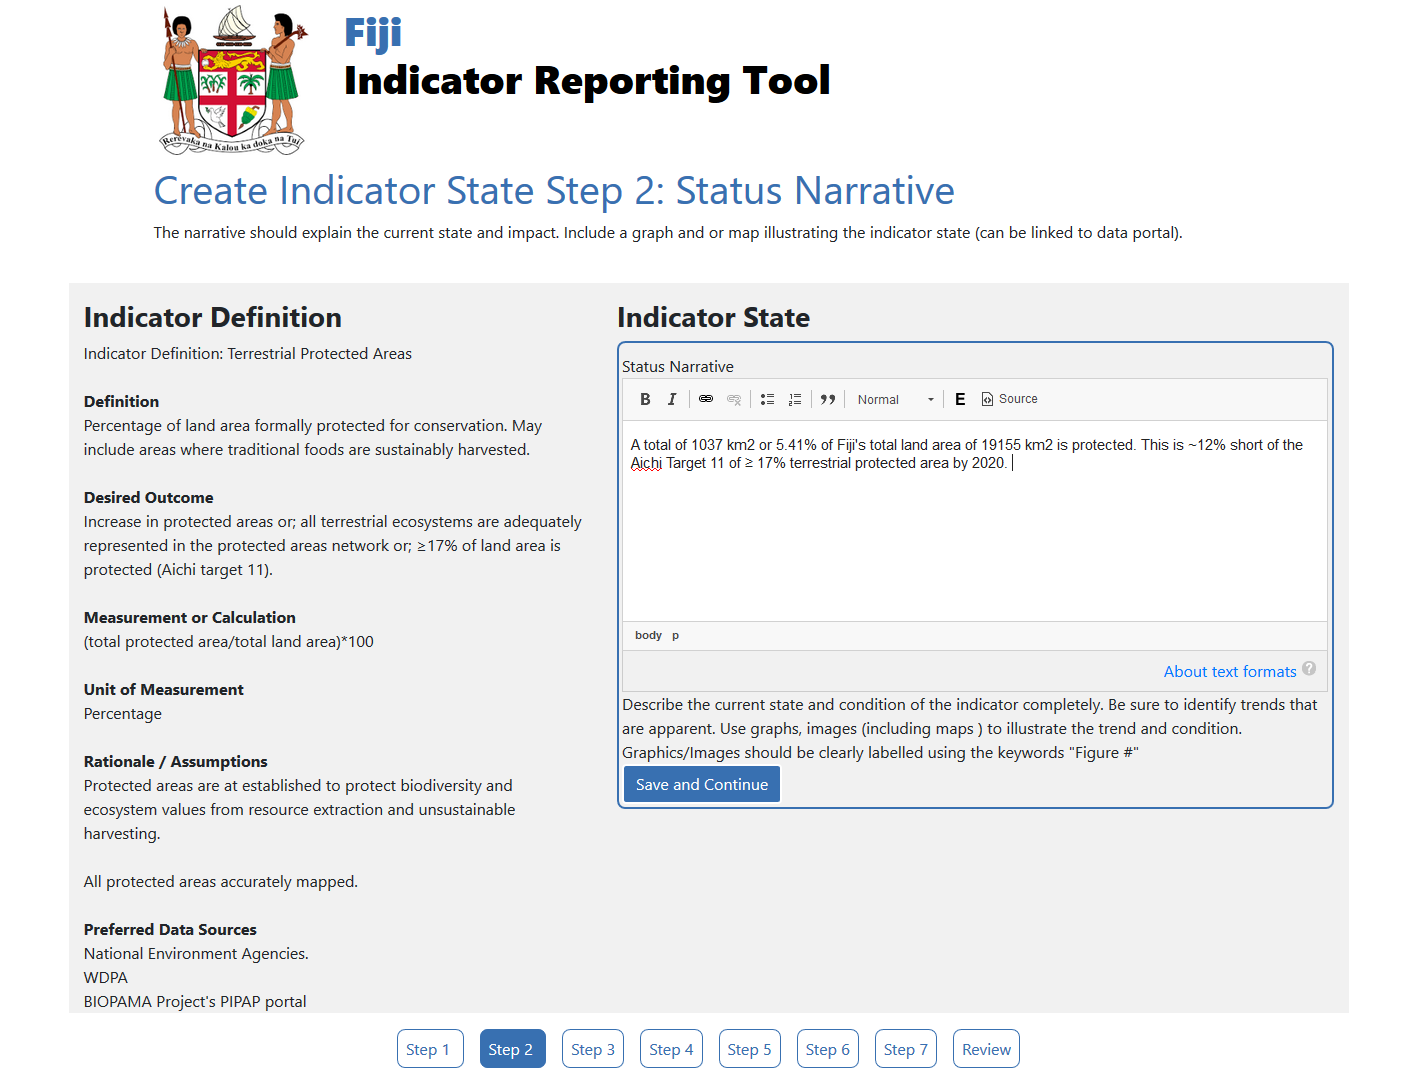 Fiji
Indicator Reporting Tool
Rerevaka na Kalou ka doka na Tui
Create Indicator State Step 2: Status Narrative
The narrative should explain the current state and impact. Include a graph and or map illustrating the indicator state (can be linked to data portal).
Indicator Definition
Indicator Definition: Terrestrial Protected Areas
Definition
Percentage of land area formally protected for conservation. May
include areas where traditional foods are sustainably harvested.
Desired Outcome
Increase in protected areas or; all terrestrial ecosystems are adequately
represented in the protected areas network or; ≥17% of land area is
protected (Aichi target 11).
Measurement or Calculation
(total protected area/total land area)*100
Unit of Measurement
Percentage
Rationale / Assumptions
Protected areas are at established to protect biodiversity and
ecosystem values from resource extraction and unsustainable
harvesting.
All protected areas accurately mapped.
Preferred Data Sources
National Environment Agencies.
WDPA
BIOPAMA Project's PIPAP portal
Indicator State
Status Narrative
B I Normal E Source
A total of 1037 km2 or 5.41% of Fiji's total land area of 19155 km2 is protected. This is ~12% short of the
Aichi Target 11 of ≥ 17% terrestrial protected area by 2020.
body p
About text formats ?
Describe the current state and condition of the indicator completely. Be sure to identify trends that
are apparent. Use graphs, images (including maps ) to illustrate the trend and condition.
Graphics/Images should be clearly labelled using the keywords "Figure #"
Save and Continue
Step 1 Step 2 Step 3 Step 4 Step 5 Step 6 Step 7 Review